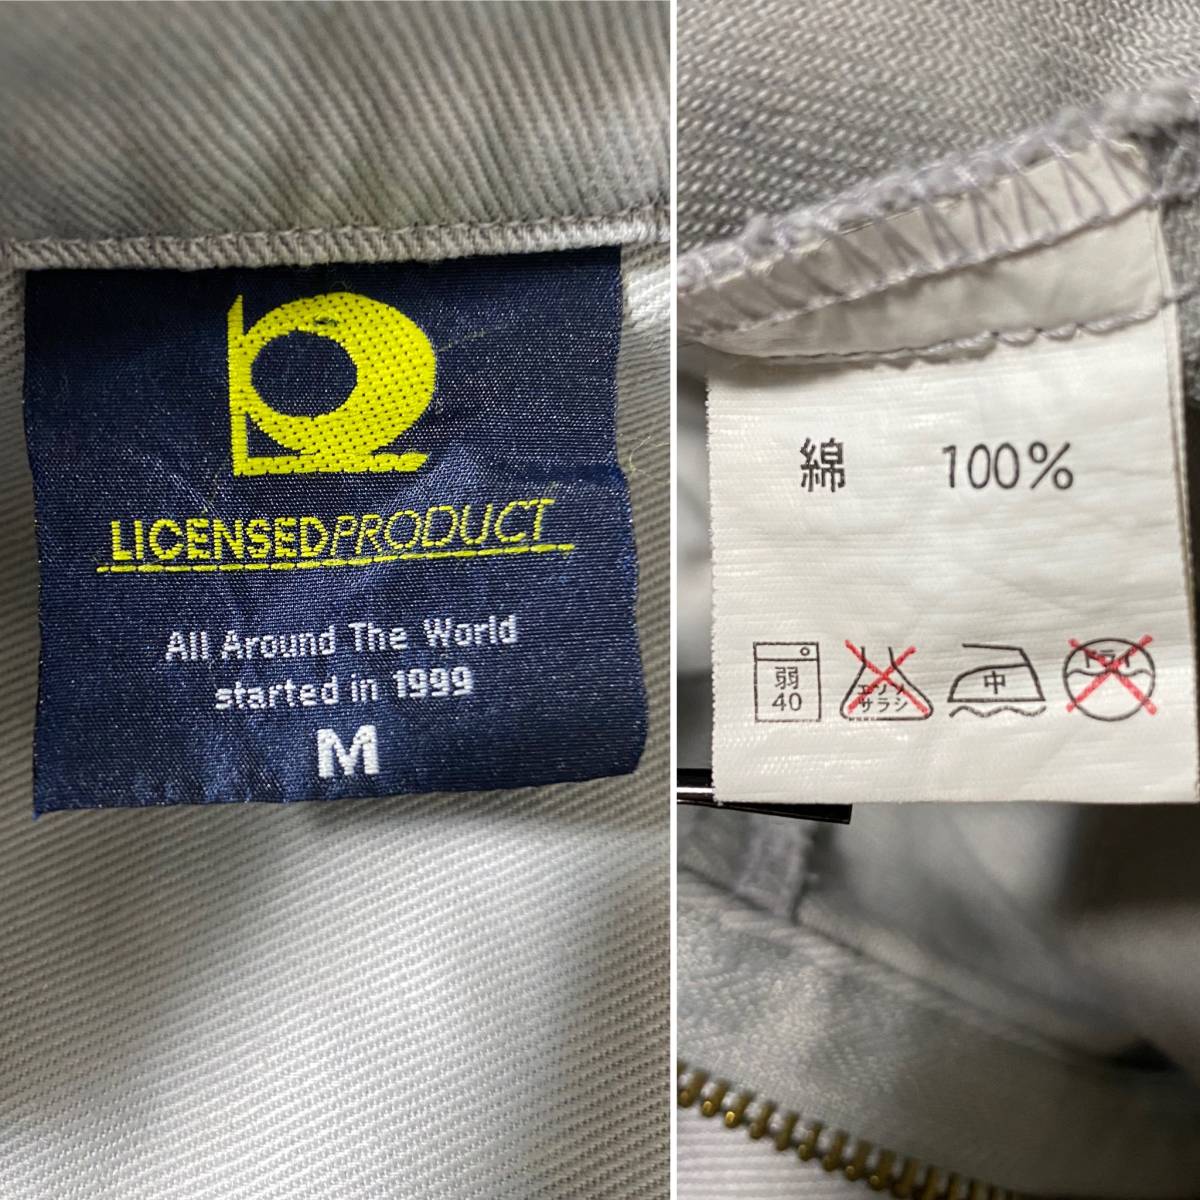 LICENSEDPRODUCT
All Around The World
started in 1999
M
綿 100%
弱
40
エンソ
サラシ
中
ドライ